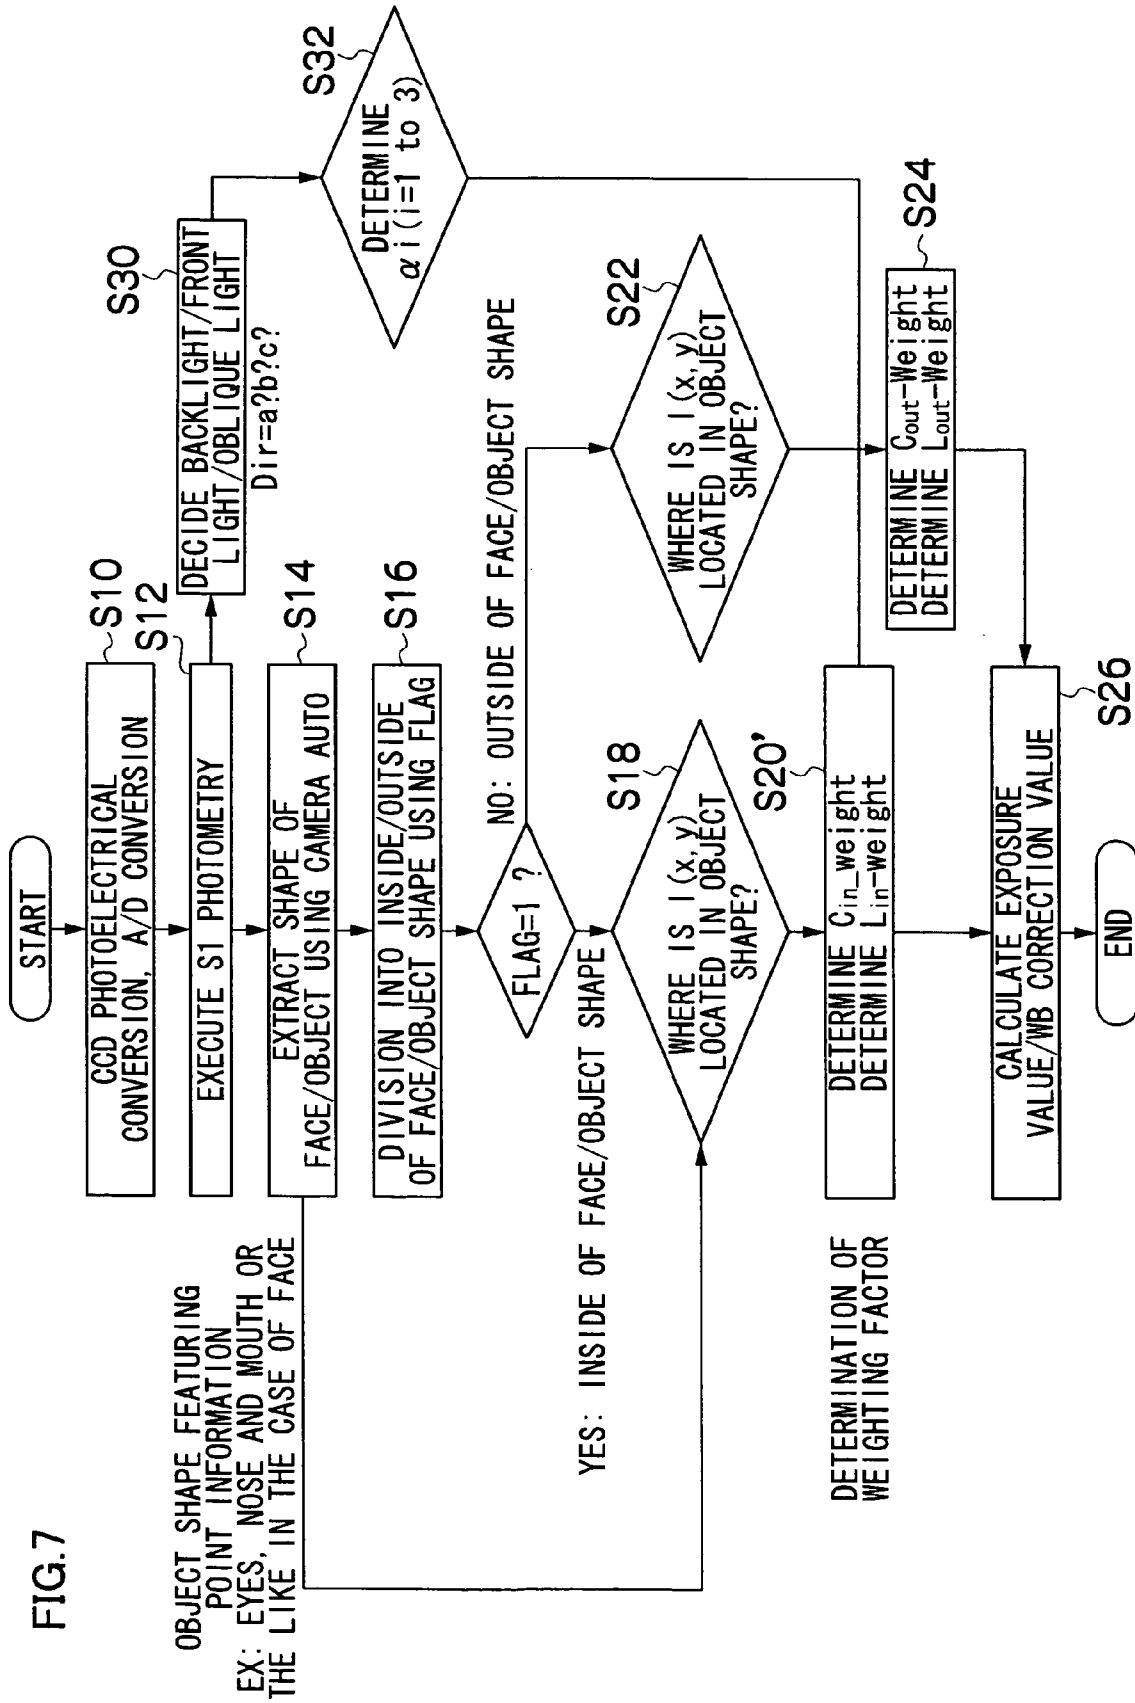 FIG.7
START
CCD PHOTOELECTRICAL
CONVERSION, A/D CONVERSION
S10
EXECUTE S1 PHOTOMETRY
S12
DECIDE BACKLIGHT/FRONT
LIGHT/OBLIQUE LIGHT
Dir=a?b?c?
S30
DETERMINE
αi(i=1 to 3)
S32
EXTRACT SHAPE OF
FACE/OBJECT USING CAMERA AUTO
S14
OBJECT SHAPE FEATURING
POINT INFORMATION
EX: EYES, NOSE AND MOUTH OR
THE LIKE IN THE CASE OF FACE
DIVISION INTO INSIDE/OUTSIDE
OF FACE/OBJECT SHAPE USING FLAG
S16
FLAG=1 ?
NO: OUTSIDE OF FACE/OBJECT SHAPE
YES: INSIDE OF FACE/OBJECT SHAPE
WHERE IS I(x, y)
LOCATED IN OBJECT
SHAPE?
S18
WHERE IS I(x, y)
LOCATED IN OBJECT
SHAPE?
S22
DETERMINATION OF
WEIGHTING FACTOR
DETERMINE Cin_weight
DETERMINE Lin-weight
S20'
DETERMINE Cout-Weight
DETERMINE Lout-Weight
S24
CALCULATE EXPOSURE
VALUE/WB CORRECTION VALUE
S26
END